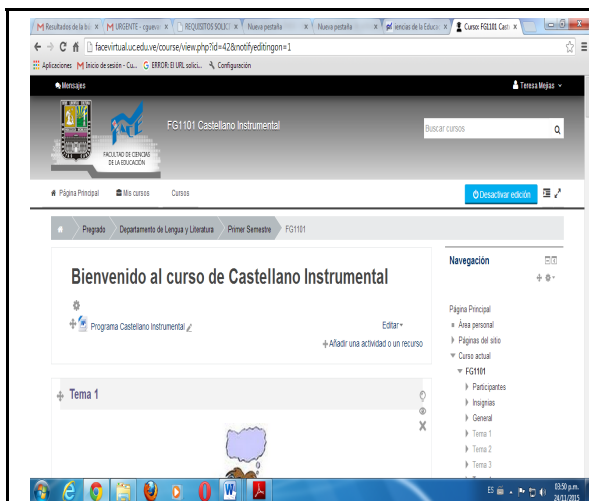 Resultados de la bú
URGENTE - cgueva
REQUISITOS SOLIC
Nueva pestaña
Nueva pestaña
iencias de la Educac
Curso: FG1101 Cast
facevirtual.uc.edu.ve/course/view.php?id=42&notifyeditingon=1
Aplicaciones
Inicio de sesión - Cu...
ERROR: El URL solici...
Configuración
Mensajes
Teresa Mejias
FACE
FG1101 Castellano Instrumental
Buscar cursos
FACULTAD DE CIENCIAS
DE LA EDUCACIÓN
Página Principal
Mis cursos
Cursos
Desactivar edición
Pregrado
Departamento de Lengua y Literatura
Primer Semestre
FG1101
Bienvenido al curso de Castellano Instrumental
Programa Castellano Instrumental
Editar
Añadir una actividad o un recurso
Tema 1
Navegación
Página Principal
Área personal
Páginas del sitio
Curso actual
FG1101
Participantes
Insignias
General
Tema 1
Tema 2
Tema 3
ES
03:50 p.m.
24/11/2015